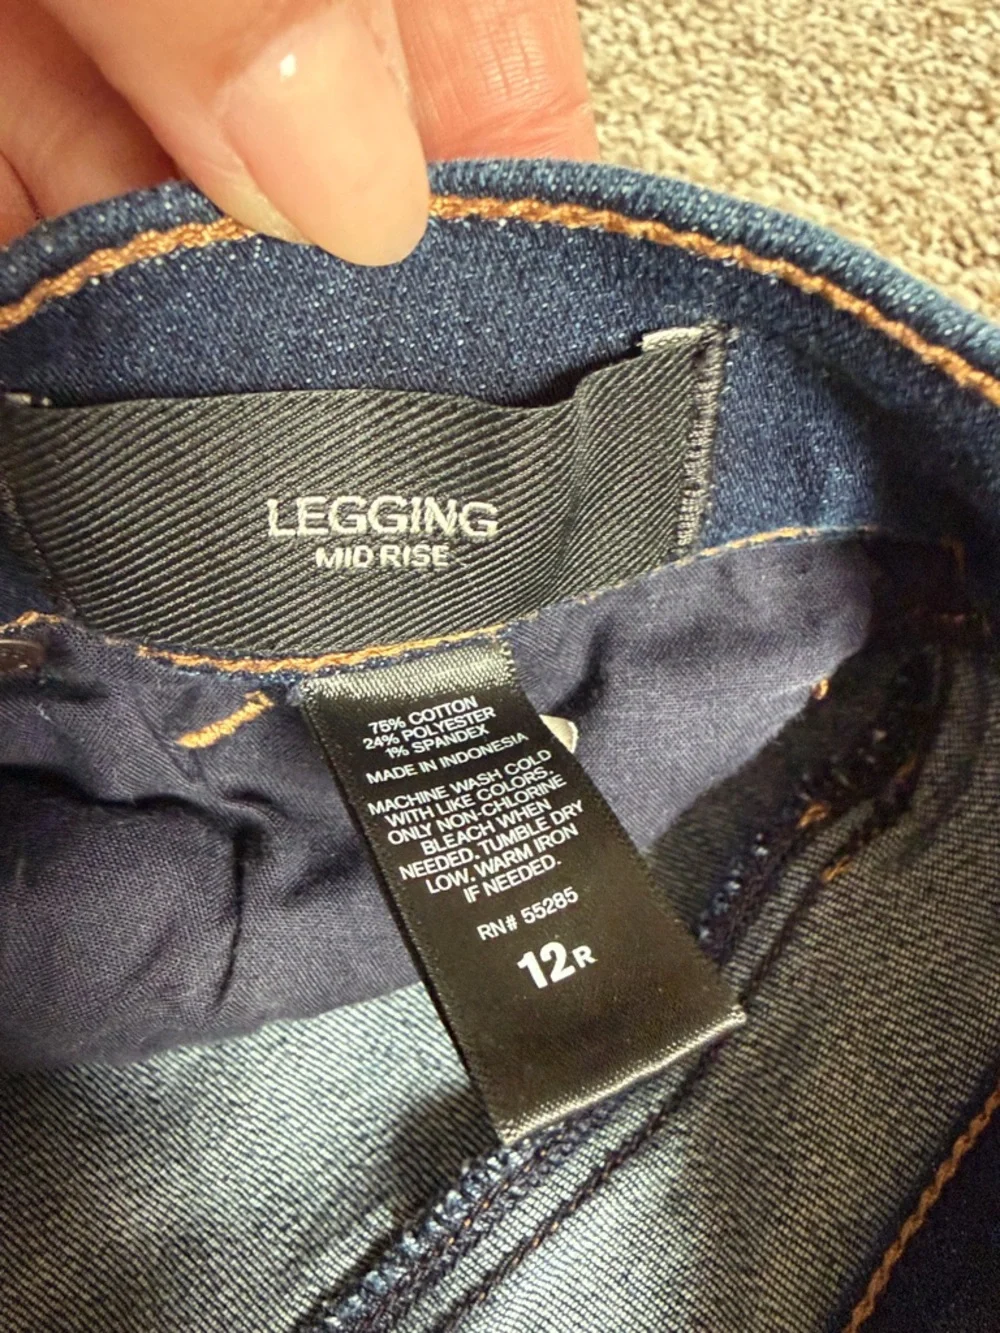 LEGGING
MID RISE
75% COTTON
24% POLYESTER
1% SPANDEX
MADE IN INDONESIA
MACHINE WASH COLD
WITH LIKE COLORS.
ONLY NON-CHLORINE
BLEACH WHEN
NEEDED. TUMBLE DRY
LOW. WARM IRON
IF NEEDED.
RN# 55285
12R